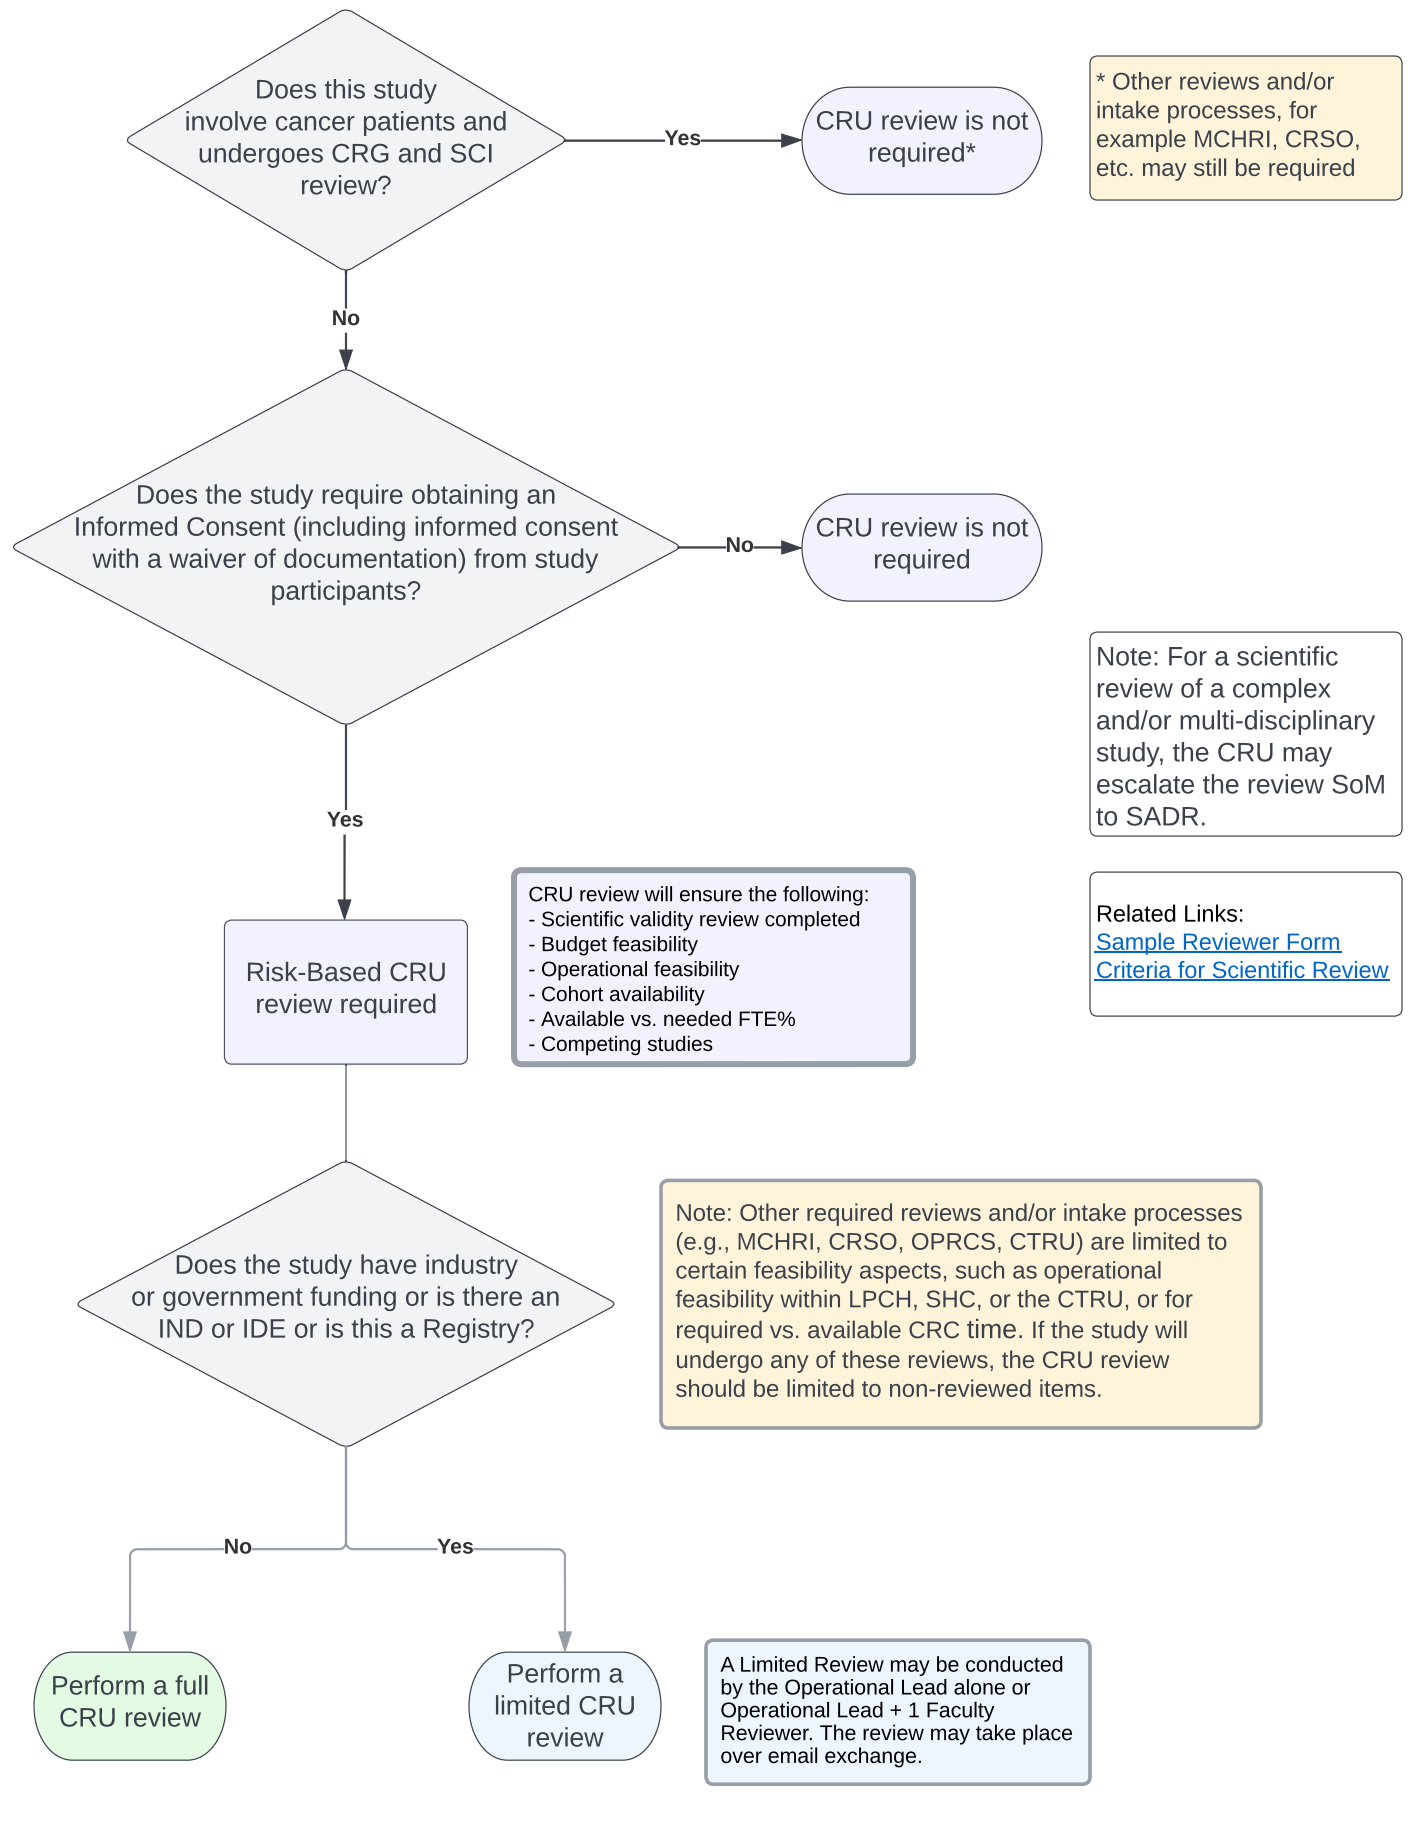 Does this study
involve cancer patients and
undergoes CRG and SCI
review?
Yes
CRU review is not
required*
* Other reviews and/or
intake processes, for
example MCHRI, CRSO,
etc. may still be required
No
Does the study require obtaining an
Informed Consent (including informed consent
with a waiver of documentation) from study
participants?
No
CRU review is not
required
Note: For a scientific
review of a complex
and/or multi-disciplinary
study, the CRU may
escalate the review SoM
to SADR.
Yes
Risk-Based CRU
review required
CRU review will ensure the following:
- Scientific validity review completed
- Budget feasibility
- Operational feasibility
- Cohort availability
- Available vs. needed FTE%
- Competing studies
Related Links:
Sample Reviewer Form
Criteria for Scientific Review
Does the study have industry
or government funding or is there an
IND or IDE or is this a Registry?
Note: Other required reviews and/or intake processes
(e.g., MCHRI, CRSO, OPRCS, CTRU) are limited to
certain feasibility aspects, such as operational
feasibility within LPCH, SHC, or the CTRU, or for
required vs. available CRC time. If the study will
undergo any of these reviews, the CRU review
should be limited to non-reviewed items.
No
Yes
Perform a full
CRU review
Perform a
limited CRU
review
A Limited Review may be conducted
by the Operational Lead alone or
Operational Lead + 1 Faculty
Reviewer. The review may take place
over email exchange.